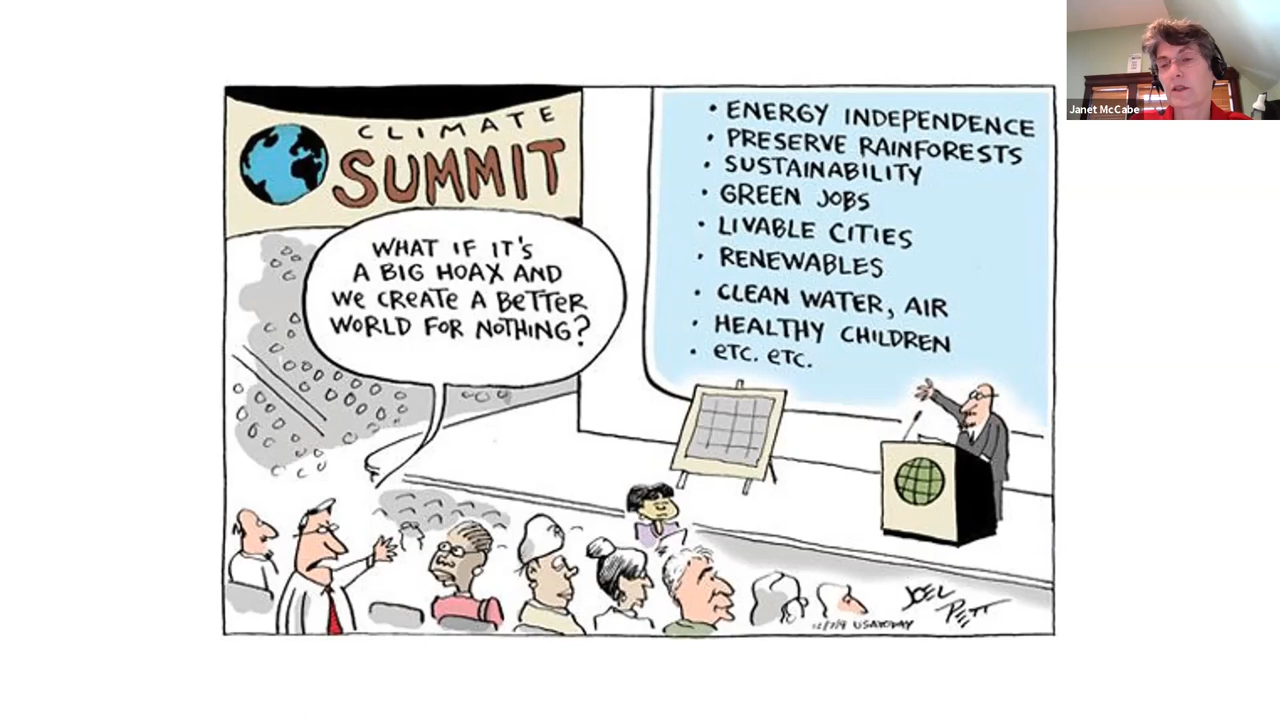 Janet McCabe
CLIMATE
SUMMIT
WHAT IF IT'S
A BIG HOAX AND
We CReATe A BeTTeR
WORLD FOR NOTHING?
• ENERGY INDEPENDENCE
• PRESERVE RAINFORESTS
• SUSTAINABILITY
• GREEN JOBS
• LIVABLE CITIES
• RENEWABLES
• CLEAN WATER, AIR
• HEALTHY CHILDREN
• eTC. eTC.
JOEL
PETT
USA TODAY